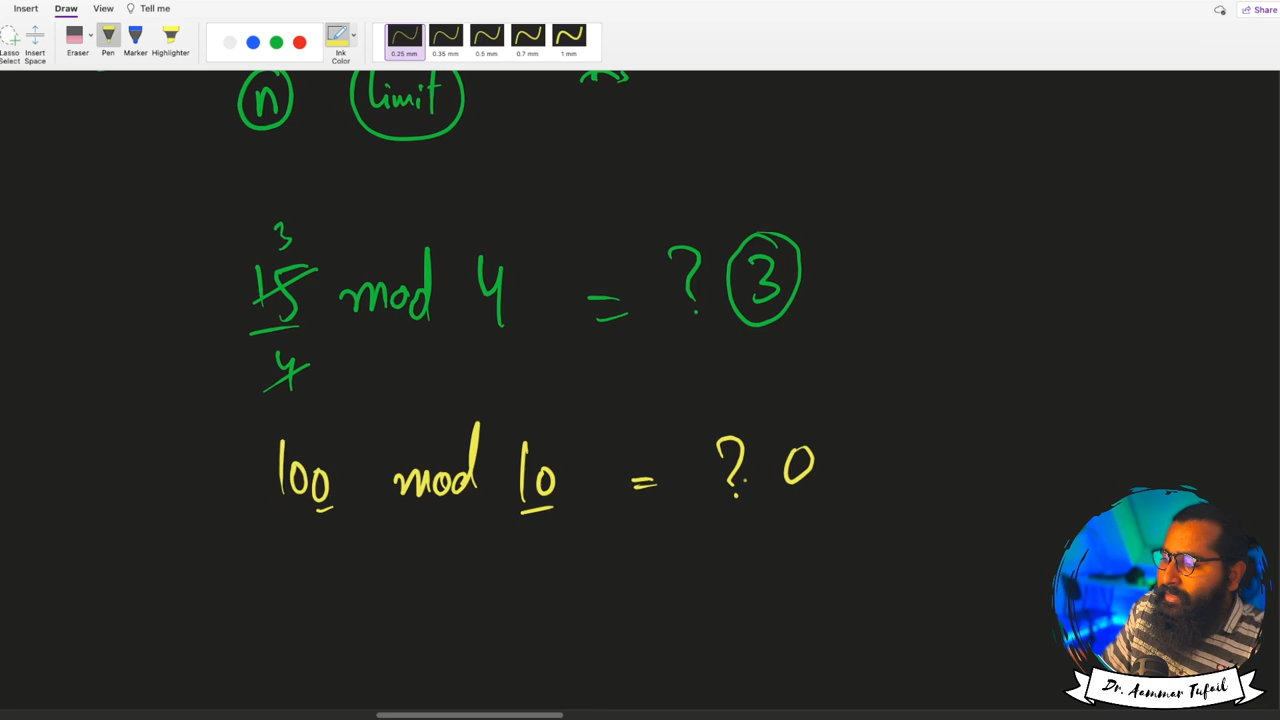 Insert Draw View Tell me
Share
Lasso Select
Insert Space
Eraser
Pen
Marker
Highlighter
Ink Color
0.25 mm
0.35 mm
0.5 mm
0.7 mm
1 mm
n limit
3
15 mod 4 = ? 3
4
100 mod 10 = ? 0
Dr. Aammar Tufail